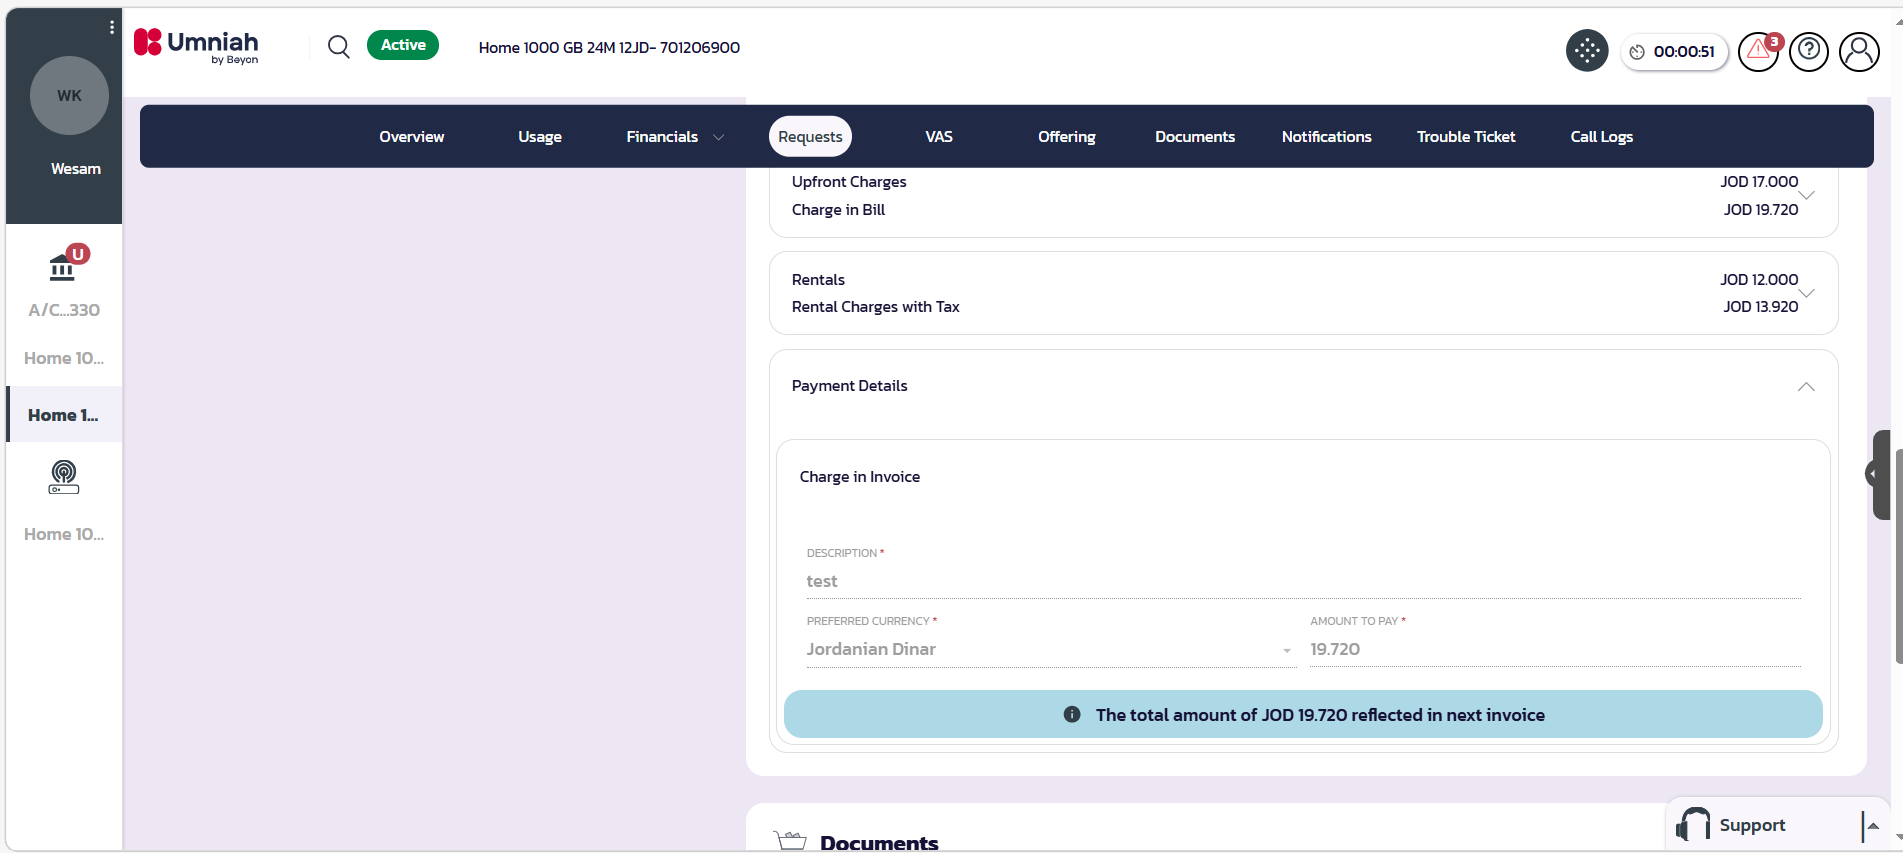 WK
Wesam
U
A/C...330
Home 10...
Home 1...
Home 10...
Umniah
by Beyon
Active
Home 1000 GB 24M 12JD- 701206900
00:00:51
3
Overview
Usage
Financials
Requests
VAS
Offering
Documents
Notifications
Trouble Ticket
Call Logs
Upfront Charges JOD 17.000
Charge in Bill JOD 19.720
Rentals JOD 12.000
Rental Charges with Tax JOD 13.920
Payment Details
Charge in Invoice
DESCRIPTION *
test
PREFERRED CURRENCY * AMOUNT TO PAY *
Jordanian Dinar 19.720
The total amount of JOD 19.720 reflected in next invoice
Documents
Support